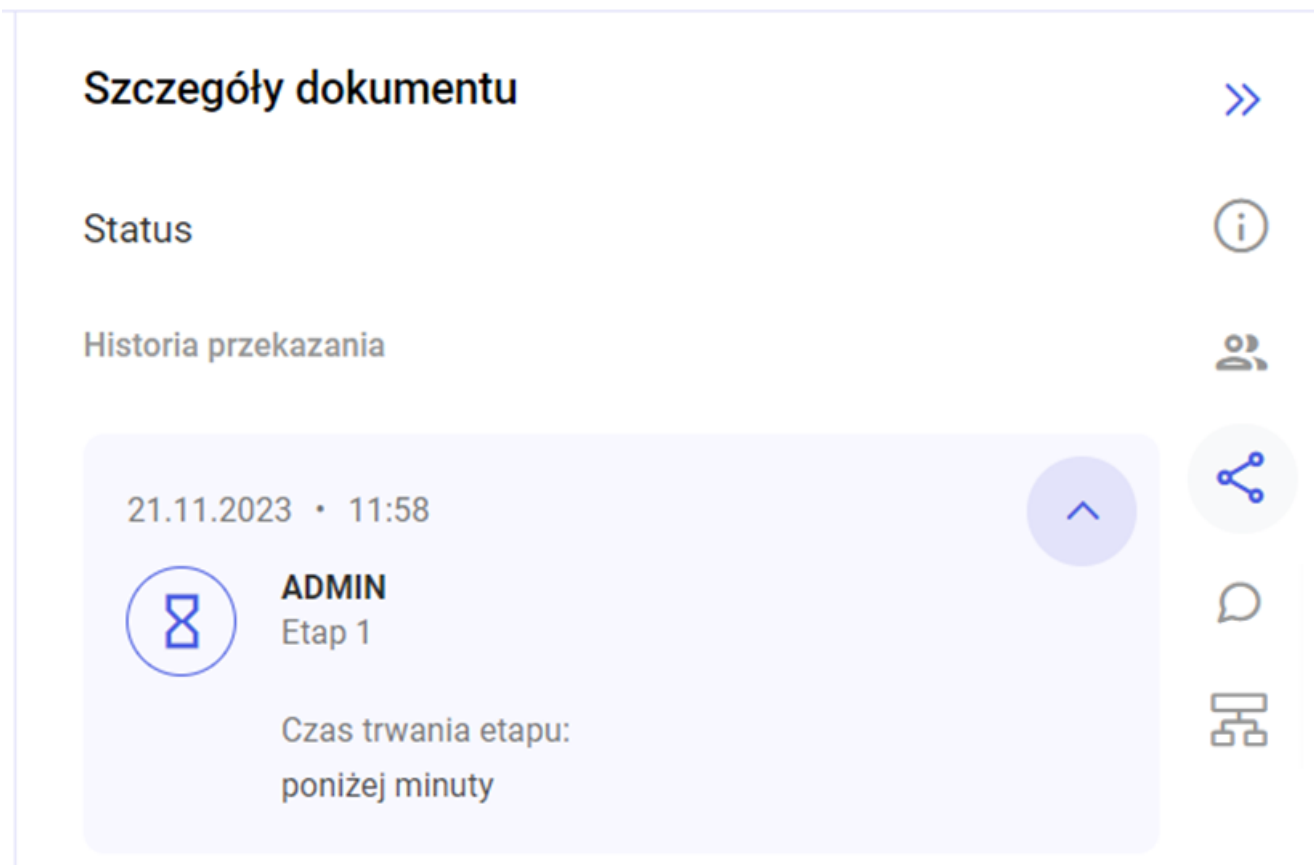 Szczegóły dokumentu
Status
Historia przekazania
21.11.2023 • 11:58
ADMIN
Etap 1
Czas trwania etapu:
poniżej minuty